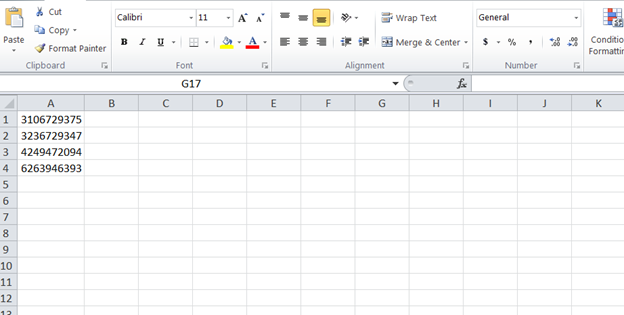 Cut
Calibri 11 A A
Wrap Text
General
Copy
Paste
Format Painter
B I U A
Merge & Center
$ % , .0 .00 .00 .0
Conditio
Formattin
Clipboard Font Alignment Number
G17 fx
A B C D E F G H I J K
1 3106729375
2 3236729347
3 4249472094
4 6263946393
5
6
7
8
9
10
11
12
13